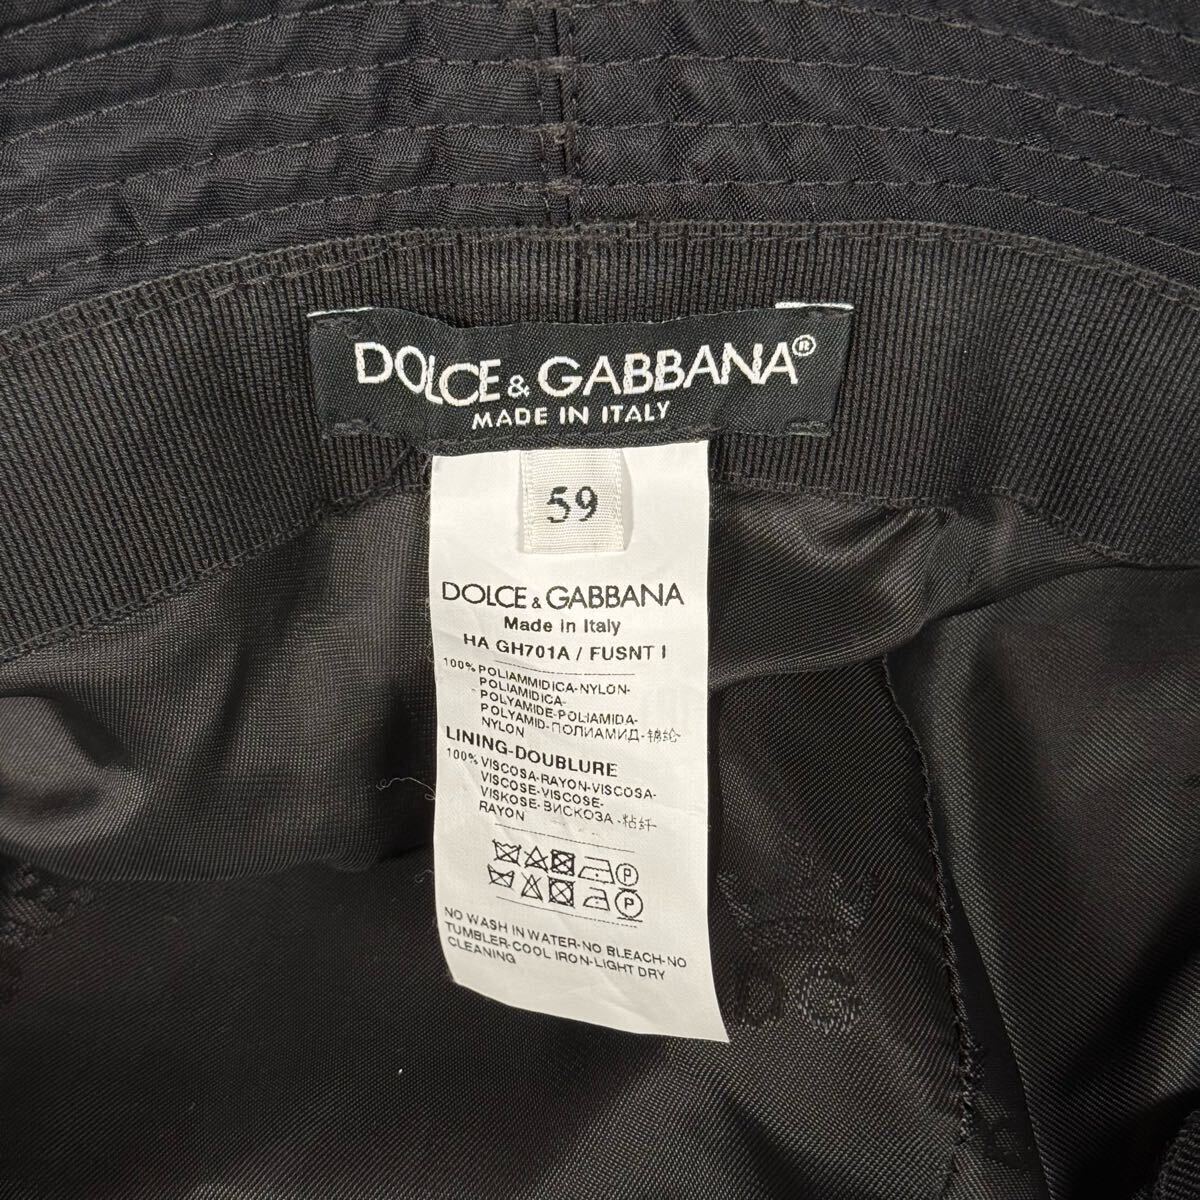 DOLCE & GABBANA®
MADE IN ITALY
59
DOLCE & GABBANA
Made in Italy
HA GH701A / FUSNT I
100% POLIAMMIDICA-NYLON-
POLIAMIDICA-
POLYAMIDE-POLIAMIDA-
POLYAMID-ПОЛИАМИД-锦纶
NYLON
LINING-DOUBLURE
100% VISCOSA-RAYON-VISCOSA-
VISCOSE-VISCOSE-
VISKOSE-ВИСКОЗА-粘纤
RAYON
P
P
NO WASH IN WATER-NO BLEACH-NO
TUMBLER-COOL IRON-LIGHT DRY
CLEANING